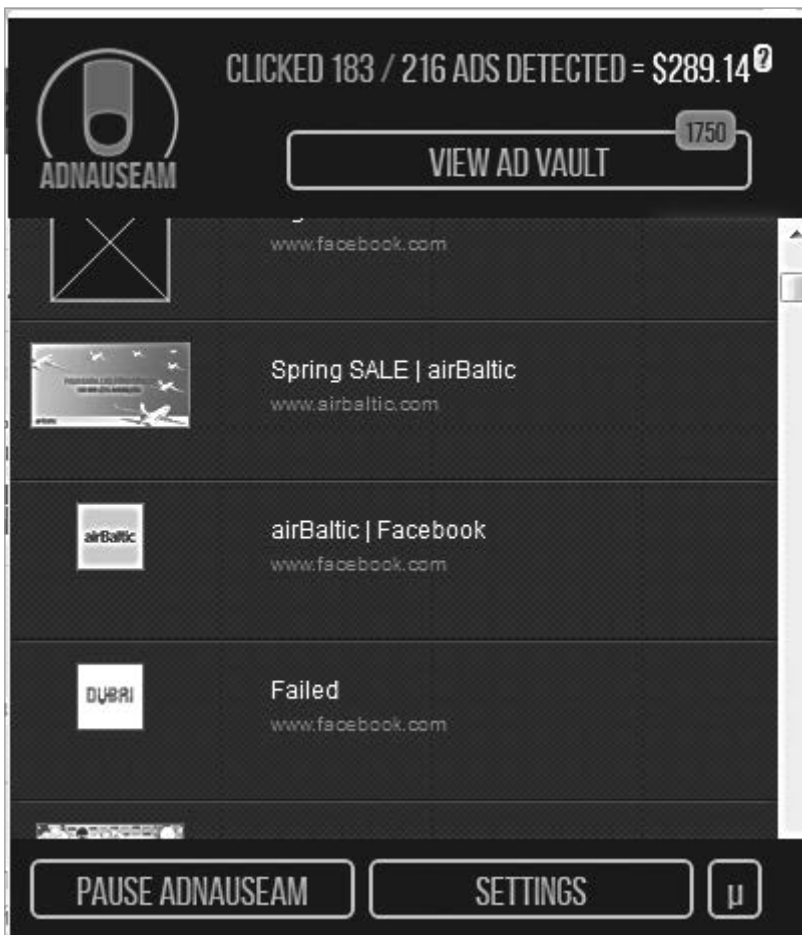 CLICKED 183 / 216 ADS DETECTED = $289.14?
1750
ADNAUSEAM
VIEW AD VAULT
www.facebook.com
Spring SALE | airBaltic
www.airbaltic.com
airBaltic
airBaltic | Facebook
www.facebook.com
DUBAI
Failed
www.facebook.com
PAUSE ADNAUSEAM
SETTINGS
μ